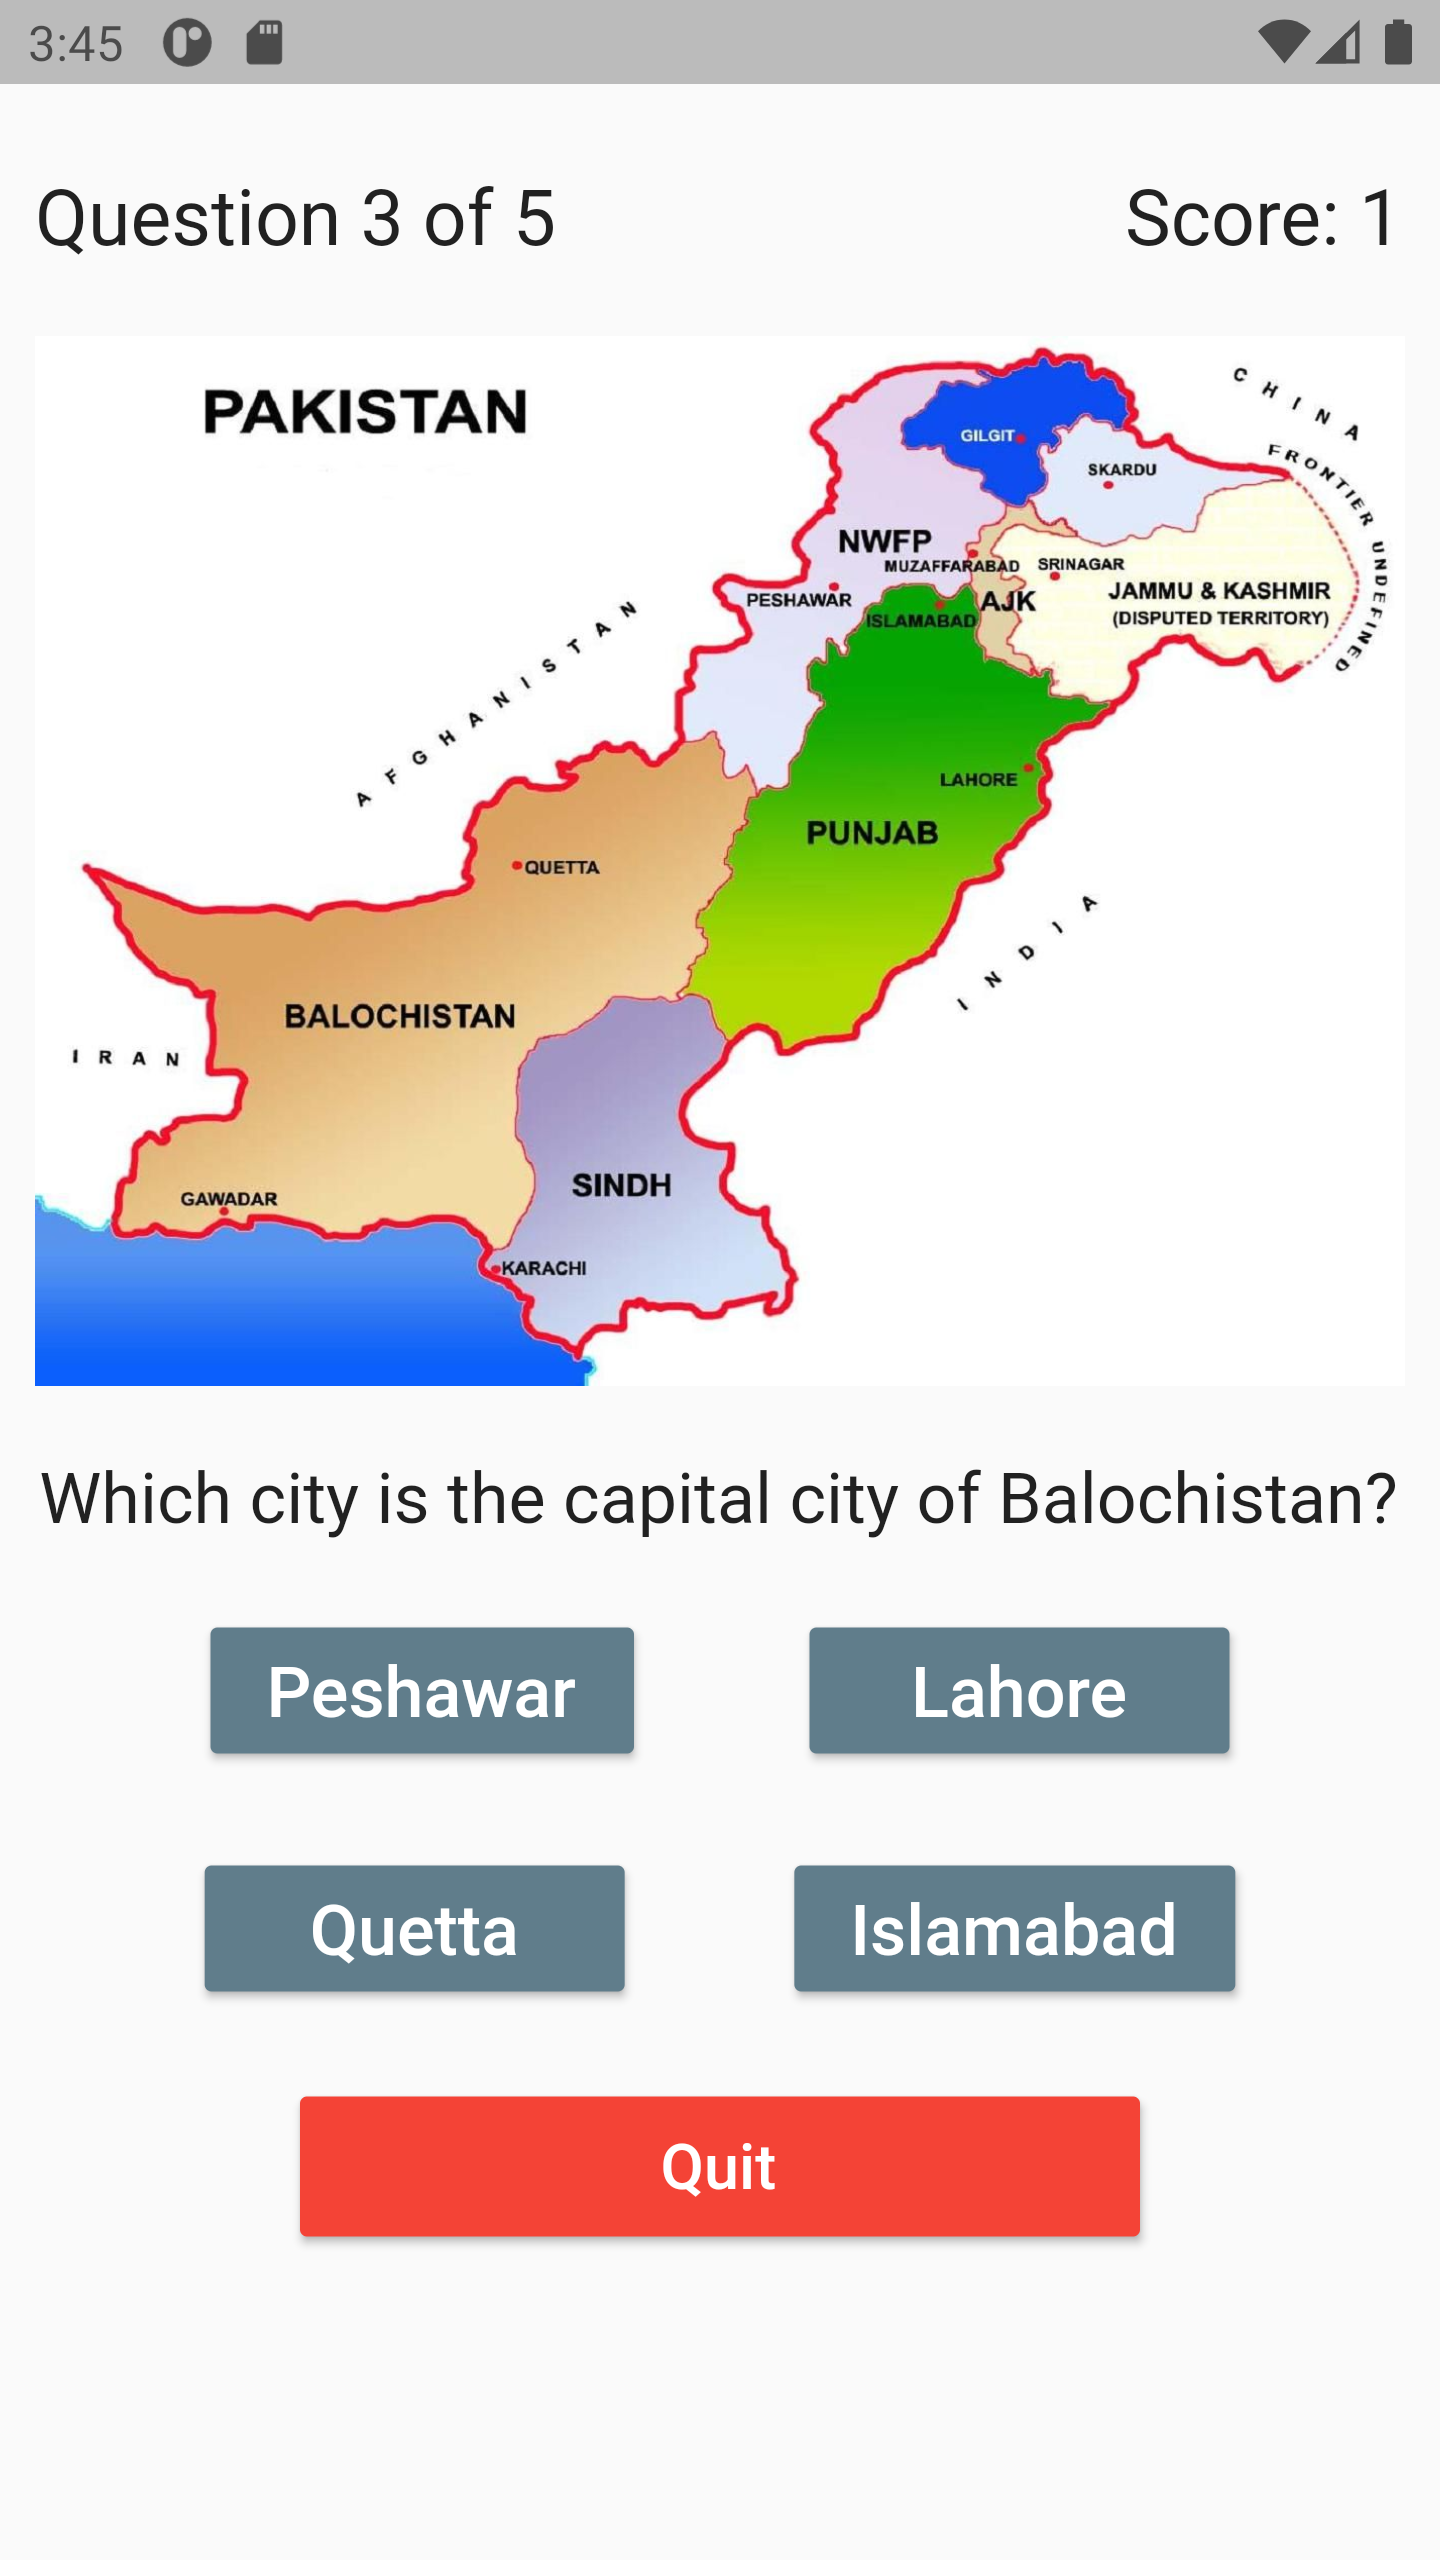 3:45
Question 3 of 5
Score: 1
PAKISTAN
CHINA
FRONTIER UNDEFINED
GILGIT
SKARDU
NWFP
MUZAFFARABAD
SRINAGAR
PESHAWAR
ISLAMABAD
AJK
JAMMU & KASHMIR
(DISPUTED TERRITORY)
AFGHANISTAN
LAHORE
PUNJAB
QUETTA
INDIA
BALOCHISTAN
IRAN
SINDH
GAWADAR
KARACHI
Which city is the capital city of Balochistan?
Peshawar
Lahore
Quetta
Islamabad
Quit